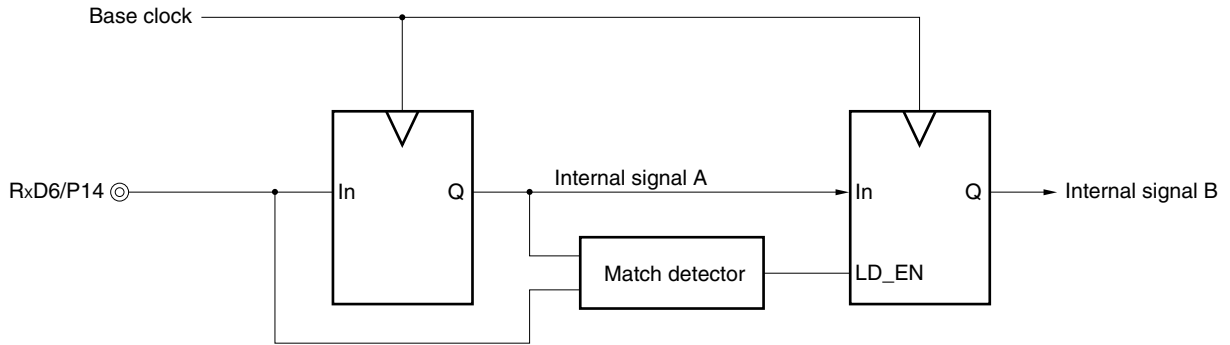 Base clock
RxD6/P14
In
Q
Internal signal A
In
Q
Internal signal B
Match detector
LD_EN